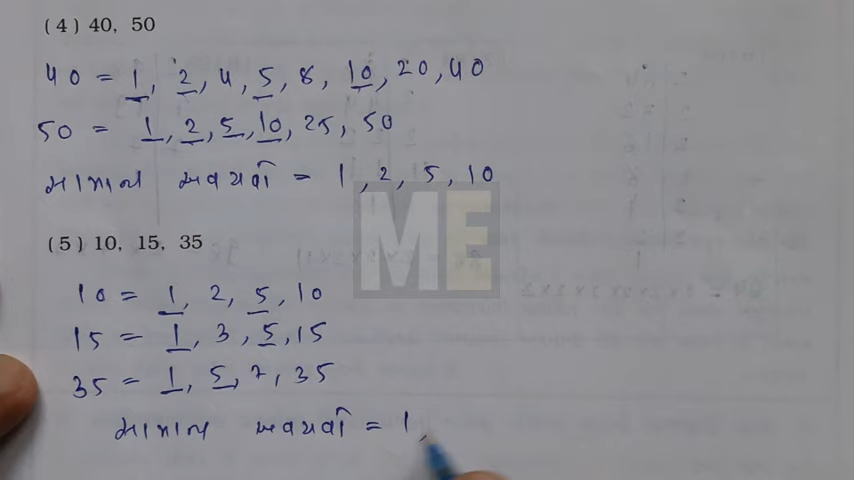 (4) 40, 50
40 = 1, 2, 4, 5, 8, 10, 20, 40
50 = 1, 2, 5, 10, 25, 50
સામાન્ય અવયવો = 1, 2, 5, 10
ME
(5) 10, 15, 35
10 = 1, 2, 5, 10
15 = 1, 3, 5, 15
35 = 1, 5, 7, 35
સામાન્ય અવયવો = 1,